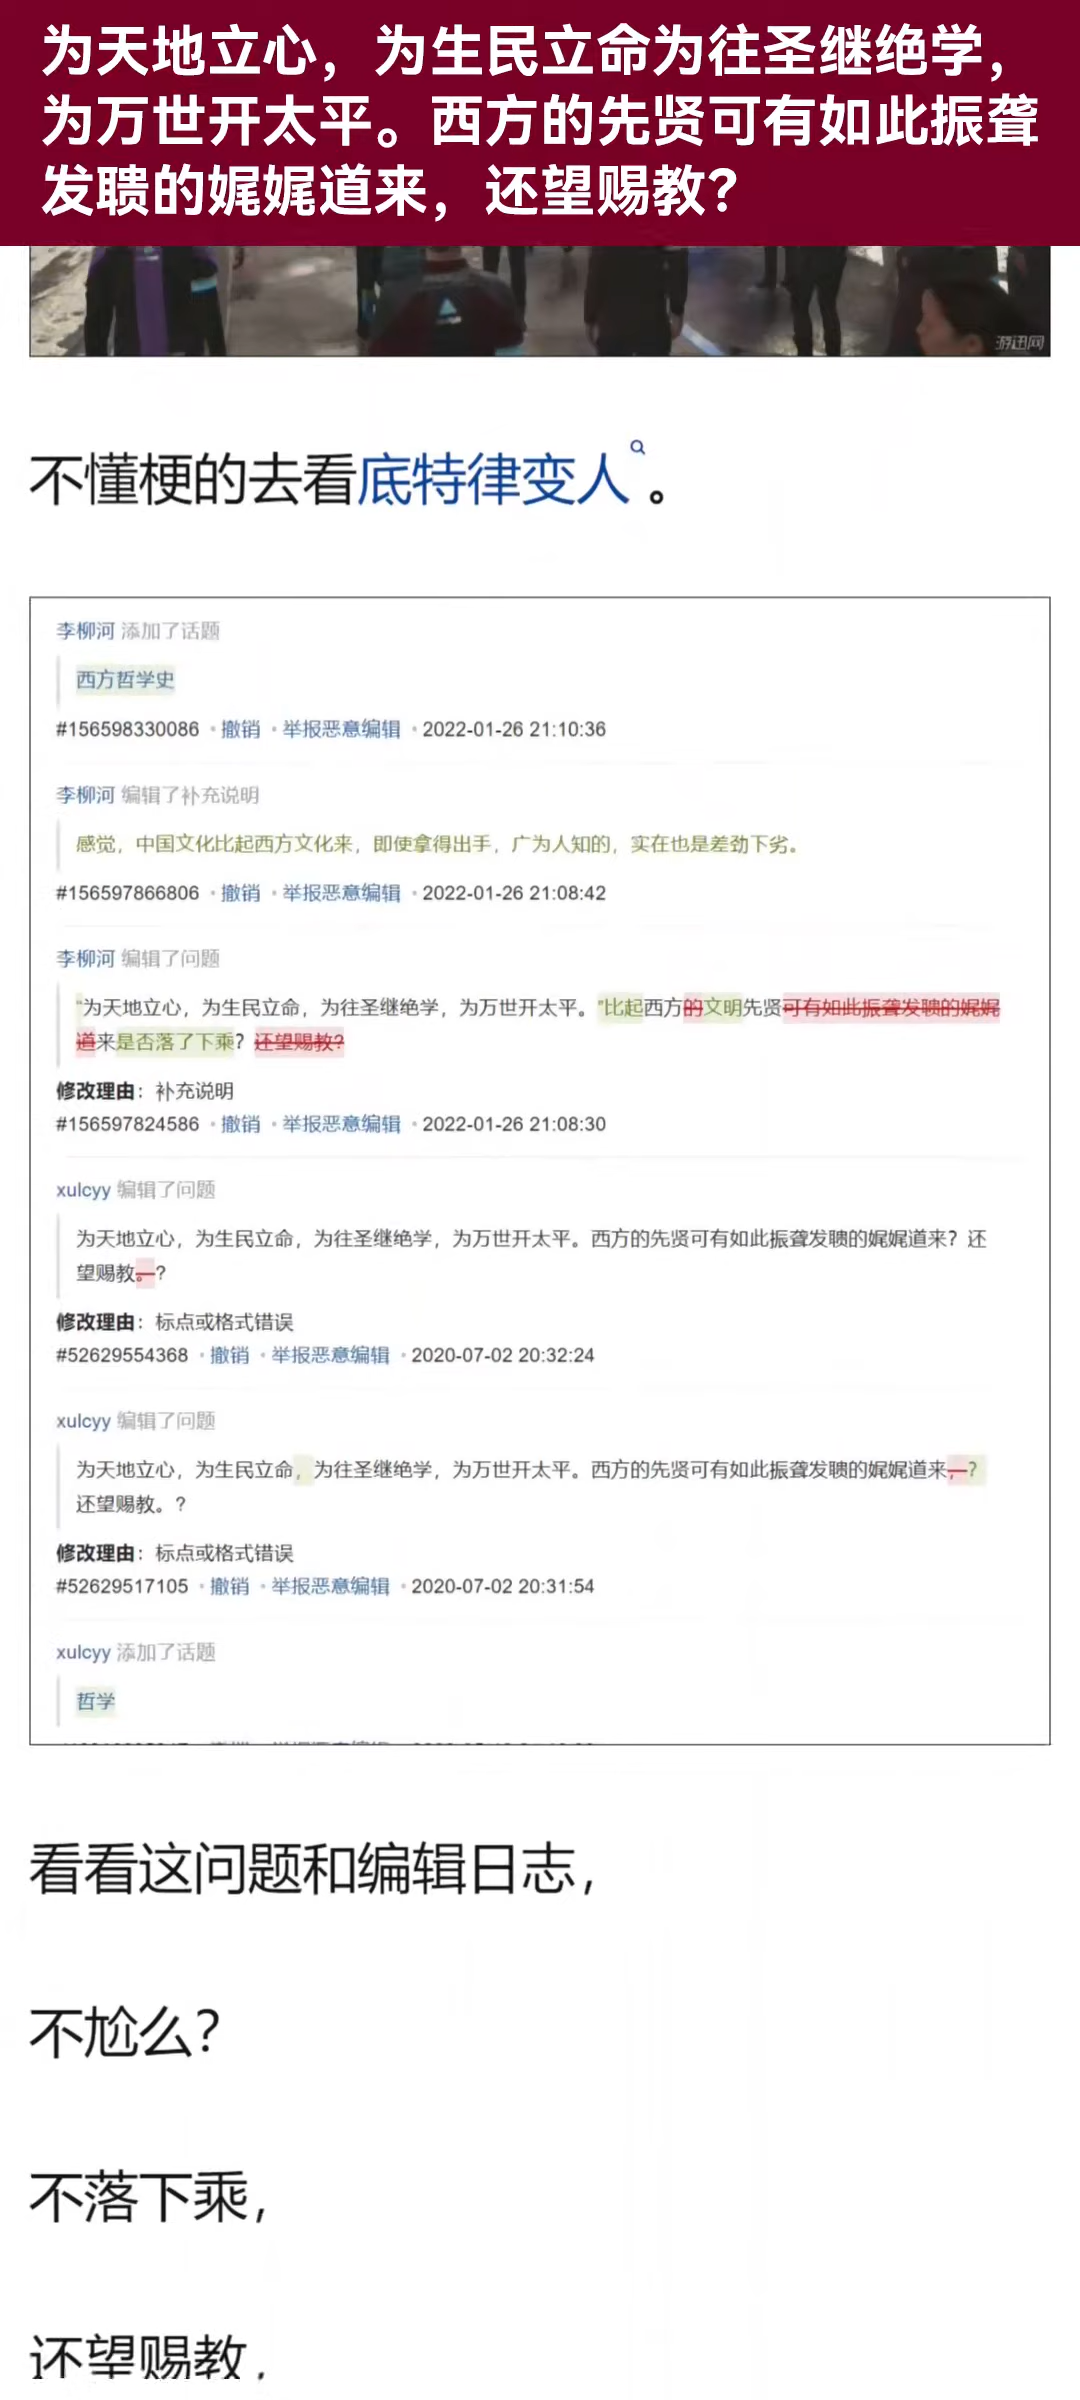 为天地立心，为生民立命为往圣继绝学，
为万世开太平。西方的先贤可有如此振聋
发聩的娓娓道来，还望赐教？
游迅网
不懂梗的去看底特律变人。
李柳河 添加了话题
西方哲学史
#156598330086 · 撤销 · 举报恶意编辑 · 2022-01-26 21:10:36
李柳河 编辑了补充说明
感觉，中国文化比起西方文化来，即使拿得出手，广为人知的，实在也是差劲下劣。
#156597866806 · 撤销 · 举报恶意编辑 · 2022-01-26 21:08:42
李柳河 编辑了问题
“为天地立心，为生民立命，为往圣继绝学，为万世开太平。”比起西方的文明先贤可有如此振聋发聩的娓娓
道来是否落了下乘？还望赐教?
修改理由：补充说明
#156597824586 · 撤销 · 举报恶意编辑 · 2022-01-26 21:08:30
xulcyy 编辑了问题
为天地立心，为生民立命，为往圣继绝学，为万世开太平。西方的先贤可有如此振聋发聩的娓娓道来？还
望赐教。?
修改理由：标点或格式错误
#52629554368 · 撤销 · 举报恶意编辑 · 2020-07-02 20:32:24
xulcyy 编辑了问题
为天地立心，为生民立命，为往圣继绝学，为万世开太平。西方的先贤可有如此振聋发聩的娓娓道来，？
还望赐教。？
修改理由：标点或格式错误
#52629517105 · 撤销 · 举报恶意编辑 · 2020-07-02 20:31:54
xulcyy 添加了话题
哲学
看看这问题和编辑日志，
不尬么？
不落下乘，
还望赐教，